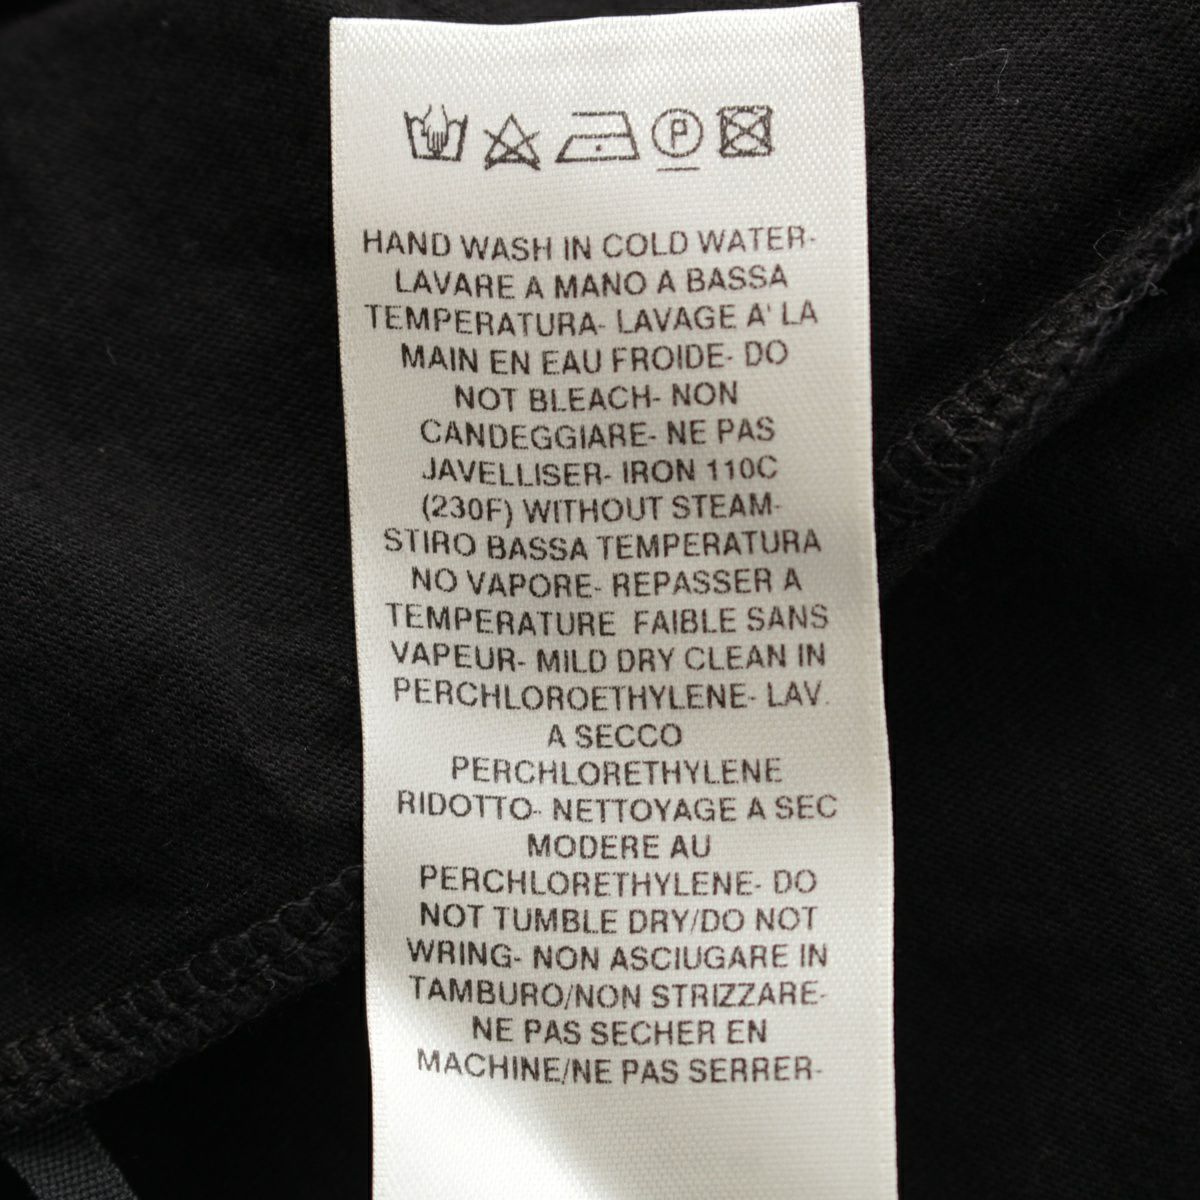 HAND WASH IN COLD WATER-
LAVARE A MANO A BASSA
TEMPERATURA- LAVAGE A' LA
MAIN EN EAU FROIDE- DO
NOT BLEACH- NON
CANDEGGIARE- NE PAS
JAVELLISER- IRON 110C
(230F) WITHOUT STEAM-
STIRO BASSA TEMPERATURA
NO VAPORE- REPASSER A
TEMPERATURE FAIBLE SANS
VAPEUR- MILD DRY CLEAN IN
PERCHLOROETHYLENE- LAV.
A SECCO
PERCHLORETHYLENE
RIDOTTO- NETTOYAGE A SEC
MODERE AU
PERCHLORETHYLENE- DO
NOT TUMBLE DRY/DO NOT
WRING- NON ASCIUGARE IN
TAMBURO/NON STRIZZARE-
NE PAS SECHER EN
MACHINE/NE PAS SERRER-